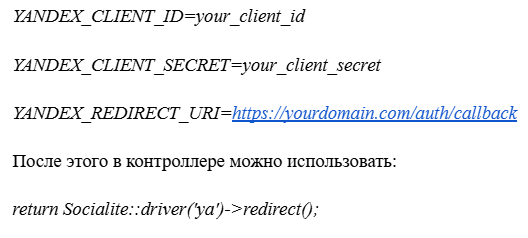 YANDEX_CLIENT_ID=your_client_id
YANDEX_CLIENT_SECRET=your_client_secret
YANDEX_REDIRECT_URI=https://yourdomain.com/auth/callback
После этого в контроллере можно использовать:
return Socialite::driver('ya')->redirect();